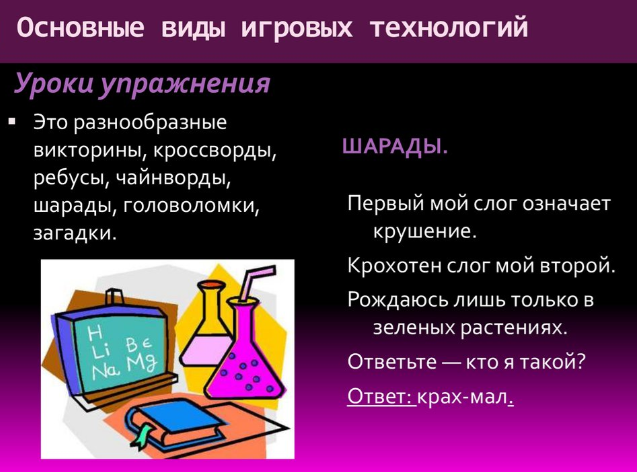 Основные виды игровых технологий
Уроки упражнения
Это разнообразные
викторины, кроссворды,
ребусы, чайнворды,
шарады, головоломки,
загадки.
H
Li Be
Na Mg
ШАРАДЫ.
Первый мой слог означает
крушение.
Крохотен слог мой второй.
Рождаюсь лишь только в
зеленых растениях.
Ответьте — кто я такой?
Ответ: крах-мал.